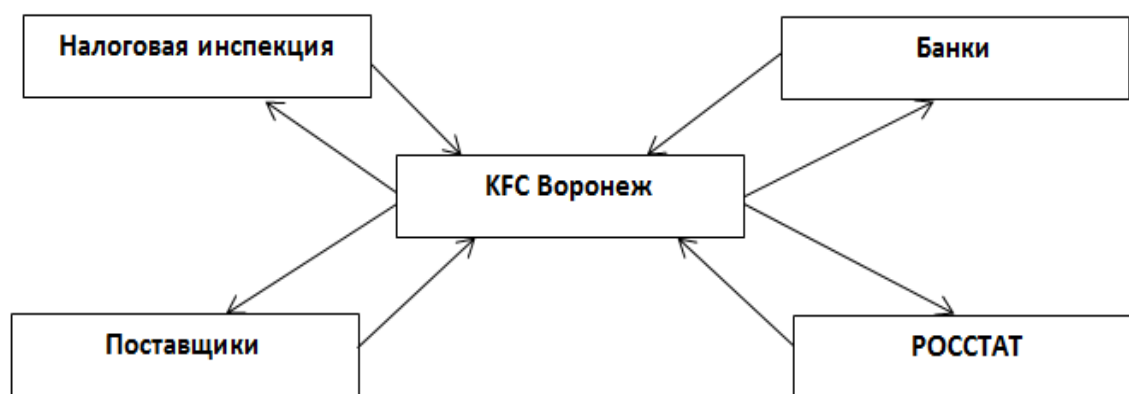 Налоговая инспекция
Банки
KFC Воронеж
Поставщики
РОССТАТ